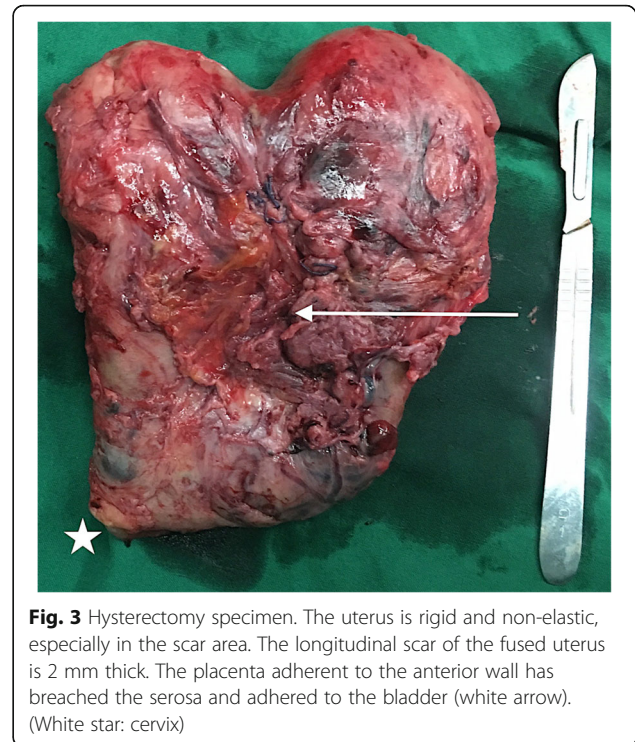 Fig. 3 Hysterectomy specimen. The uterus is rigid and non-elastic,
especially in the scar area. The longitudinal scar of the fused uterus
is 2 mm thick. The placenta adherent to the anterior wall has
breached the serosa and adhered to the bladder (white arrow).
(White star: cervix)